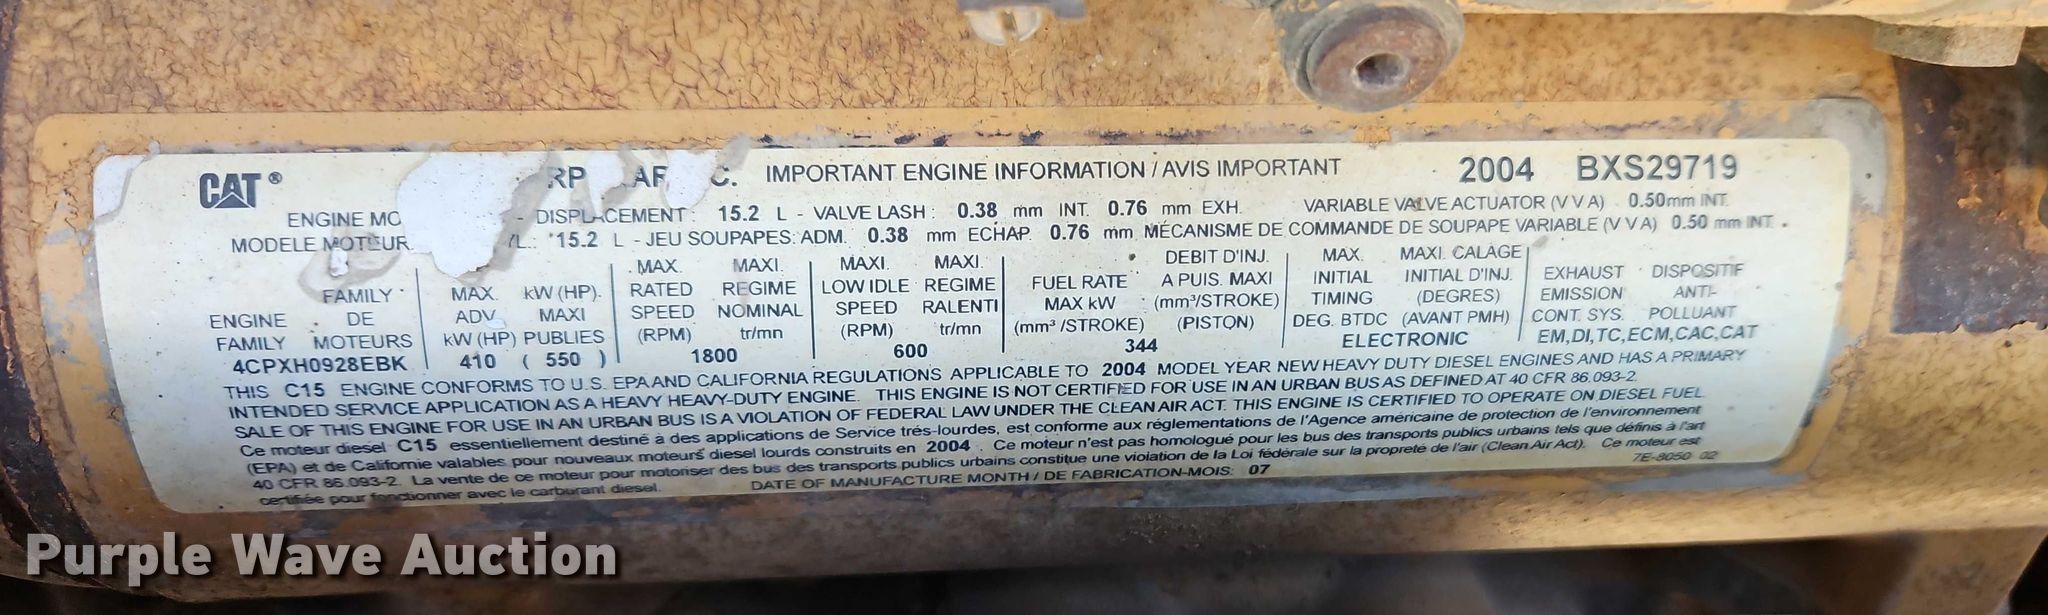 CAT® IMPORTANT ENGINE INFORMATION / AVIS IMPORTANT 2004 BXS29719
ENGINE - DISPLACEMENT: 15.2 L - VALVE LASH: 0.38 mm INT. 0.76 mm EXH. VARIABLE VALVE ACTUATOR (V V A) 0.50mm INT.
MODELE MOTEUR 15.2 L - JEU SOUPAPES: ADM. 0.38 mm ECHAP. 0.76 mm MÉCANISME DE COMMANDE DE SOUPAPE VARIABLE (V V A) 0.50 mm INT.
ENGINE FAMILY
FAMILY DE MOTEURS
4CPXH0928EBK
MAX. ADV. kW (HP)
kW (HP). MAXI PUBLIES
410 ( 550 )
MAX. RATED SPEED (RPM)
MAXI. REGIME NOMINAL tr/mn
1800
MAXI. LOW IDLE SPEED (RPM)
MAXI. REGIME RALENTI tr/mn
600
FUEL RATE MAX kW (mm³/STROKE)
DEBIT D'INJ. A PUIS. MAXI (mm³/STROKE) (PISTON)
344
MAX. INITIAL TIMING DEG. BTDC
MAXI. CALAGE INITIAL D'INJ. (DEGRES) (AVANT PMH)
ELECTRONIC
EXHAUST EMISSION CONT. SYS.
DISPOSITIF ANTI-POLLUANT
EM,DI,TC,ECM,CAC,CAT
THIS C15 ENGINE CONFORMS TO U.S. EPA AND CALIFORNIA REGULATIONS APPLICABLE TO 2004 MODEL YEAR NEW HEAVY DUTY DIESEL ENGINES AND HAS A PRIMARY
INTENDED SERVICE APPLICATION AS A HEAVY HEAVY-DUTY ENGINE. THIS ENGINE IS NOT CERTIFIED FOR USE IN AN URBAN BUS AS DEFINED AT 40 CFR 86.093-2.
SALE OF THIS ENGINE FOR USE IN AN URBAN BUS IS A VIOLATION OF FEDERAL LAW UNDER THE CLEAN AIR ACT. THIS ENGINE IS CERTIFIED TO OPERATE ON DIESEL FUEL.
Ce moteur diesel C15 essentiellement destiné à des applications de Service trés-lourdes, est conforme aux réglementations de l'Agence américaine de protection de l'environnement
(EPA) et de Californie valables pour nouveaux moteurs diesel lourds construits en 2004 . Ce moteur n'est pas homologué pour les bus des transports publics urbains tels que définis à l'art
40 CFR 86.093-2. La vente de ce moteur pour motoriser des bus des transports publics urbains constitue une violation de la Loi fédérale sur la propreté de l'air (Clean Air Act). Ce moteur est
certifiée pour fonctionner avec le carburant diesel. DATE OF MANUFACTURE MONTH / DE FABRICATION-MOIS: 07 7E-8050 02
Purple Wave Auction